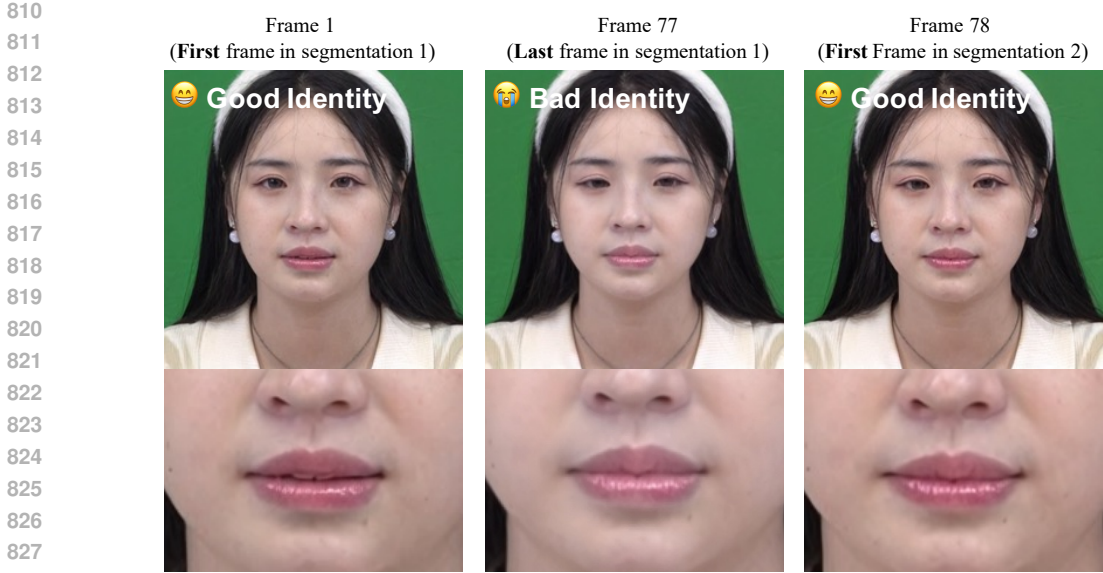 810
811
812
813
814
815
816
817
818
819
820
821
822
823
824
825
826
827
Frame 1
(First frame in segmentation 1)
Frame 77
(Last frame in segmentation 1)
Frame 78
(First Frame in segmentation 2)
😁 Good Identity
😭 Bad Identity
😁 Good Identity